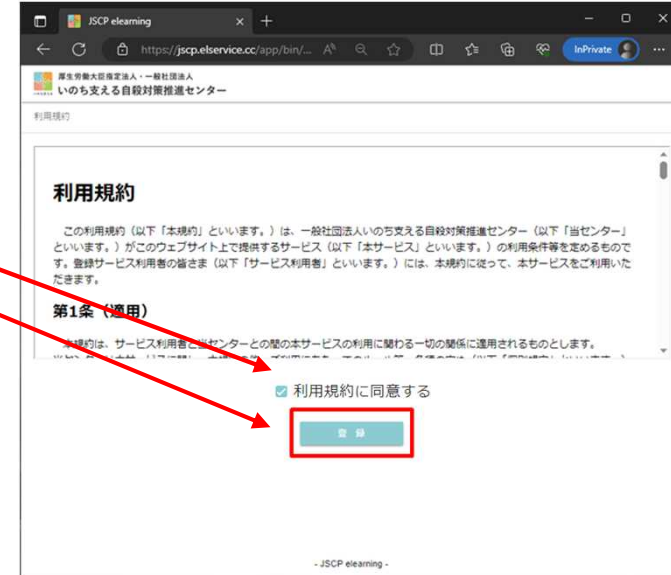 JSCP elearning
https://jscp.elservice.cc/app/bin/...
InPrivate
厚生労働大臣指定法人・一般社団法人
いのち支える自殺対策推進センター
利用規約
利用規約
この利用規約（以下「本規約」といいます。）は、一般社団法人いのち支える自殺対策推進センター（以下「当センター」
といいます。）がこのウェブサイト上で提供するサービス（以下「本サービス」といいます。）の利用条件等を定めるもので
す。登録サービス利用者の皆さま（以下「サービス利用者」といいます。）には、本規約に従って、本サービスをご利用いた
だきます。
第1条（適用）
本規約は、サービス利用者と当センターとの間の本サービスの利用に関わる一切の関係に適用されるものとします。
利用規約に同意する
登 録
- JSCP elearning -